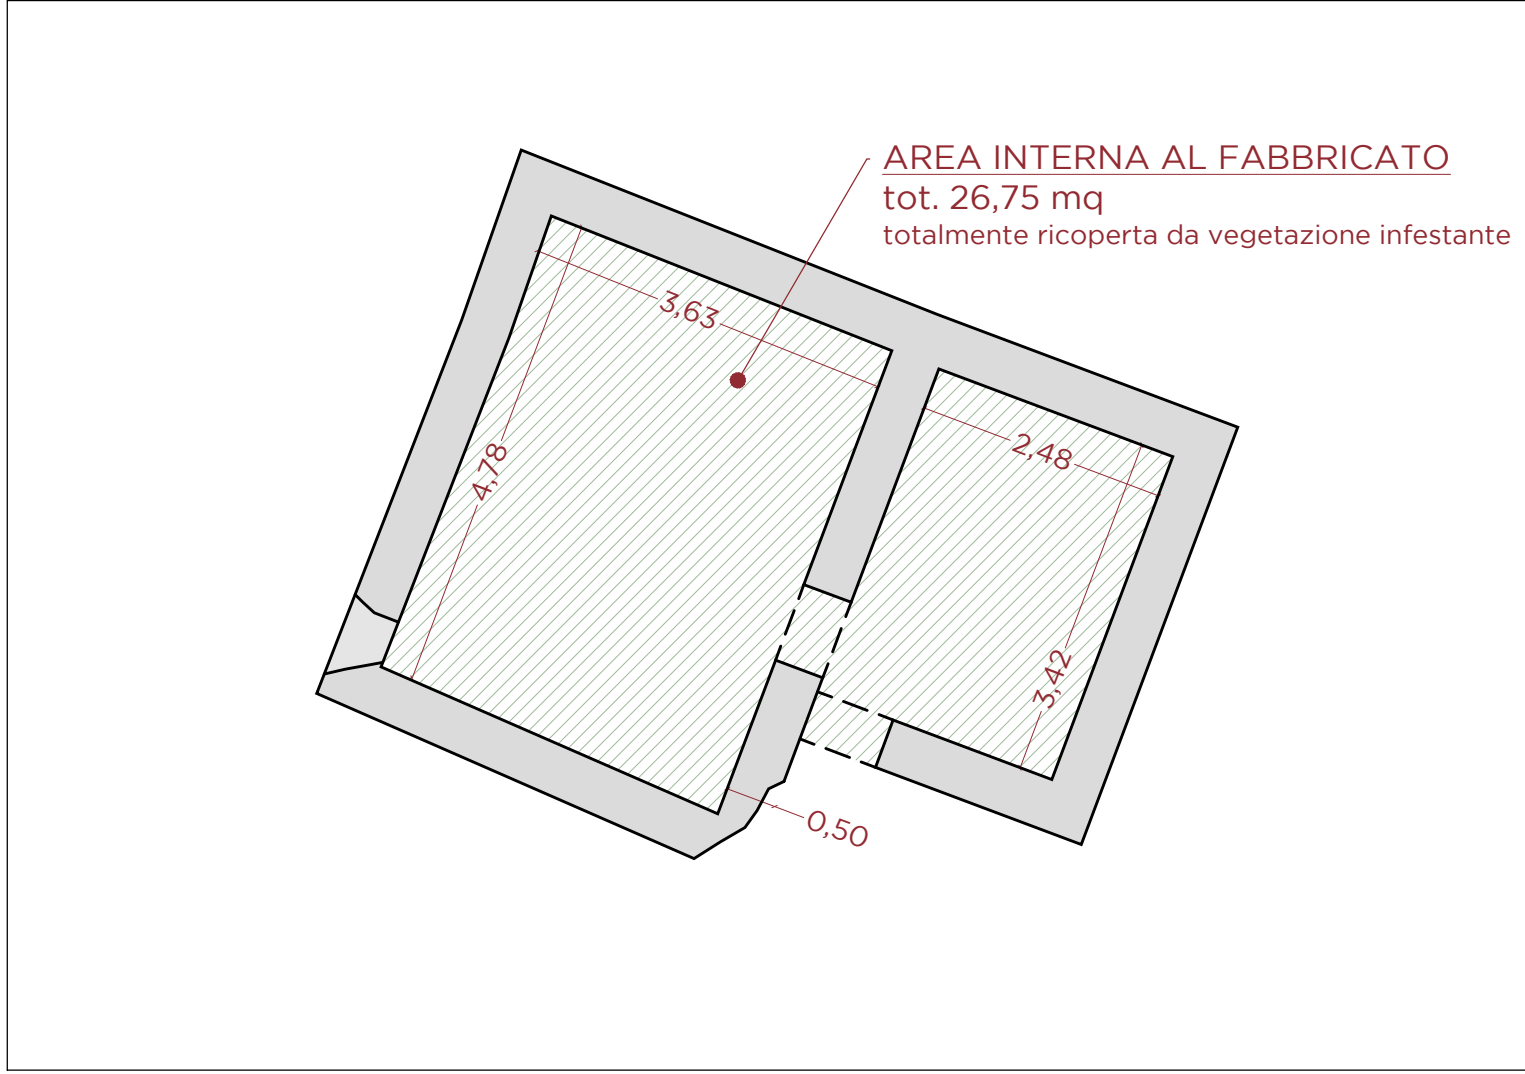 AREA INTERNA AL FABBRICATO
tot. 26,75 mq
totalmente ricoperta da vegetazione infestante
3,63
2,48
4,78
3,42
0,50